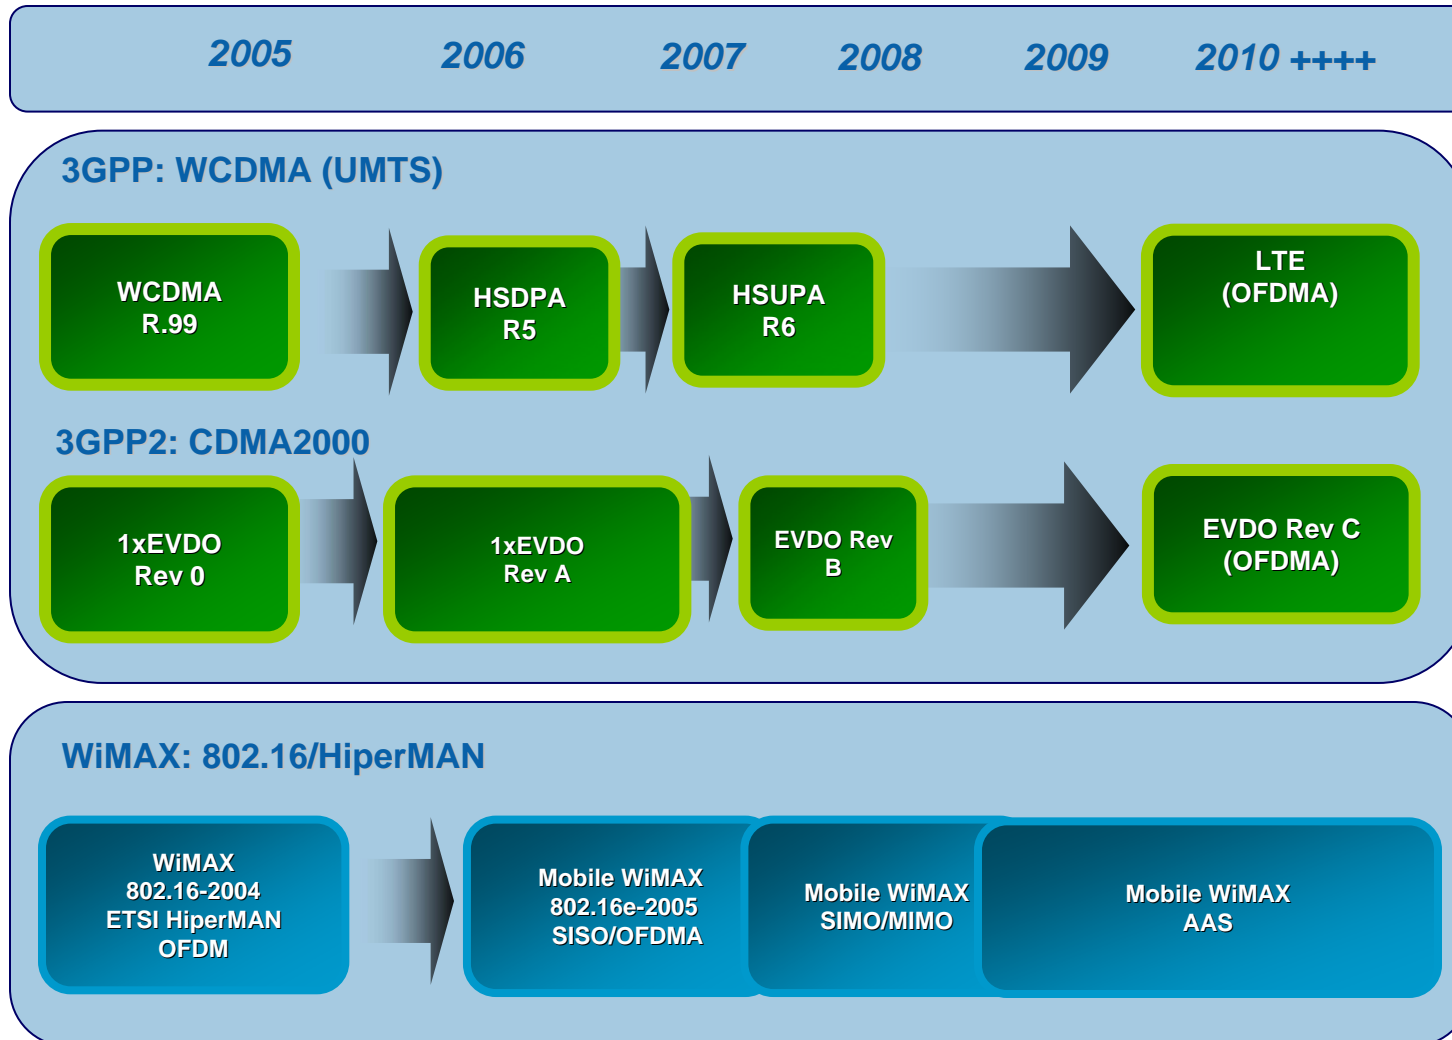 2005 2006 2007 2008 2009 2010 ++++
3GPP: WCDMA (UMTS)
WCDMA
R.99
HSDPA
R5
HSUPA
R6
LTE
(OFDMA)
3GPP2: CDMA2000
1xEVDO
Rev 0
1xEVDO
Rev A
EVDO Rev
B
EVDO Rev C
(OFDMA)
WiMAX: 802.16/HiperMAN
WiMAX
802.16-2004
ETSI HiperMAN
OFDM
Mobile WiMAX
802.16e-2005
SISO/OFDMA
Mobile WiMAX
SIMO/MIMO
Mobile WiMAX
AAS